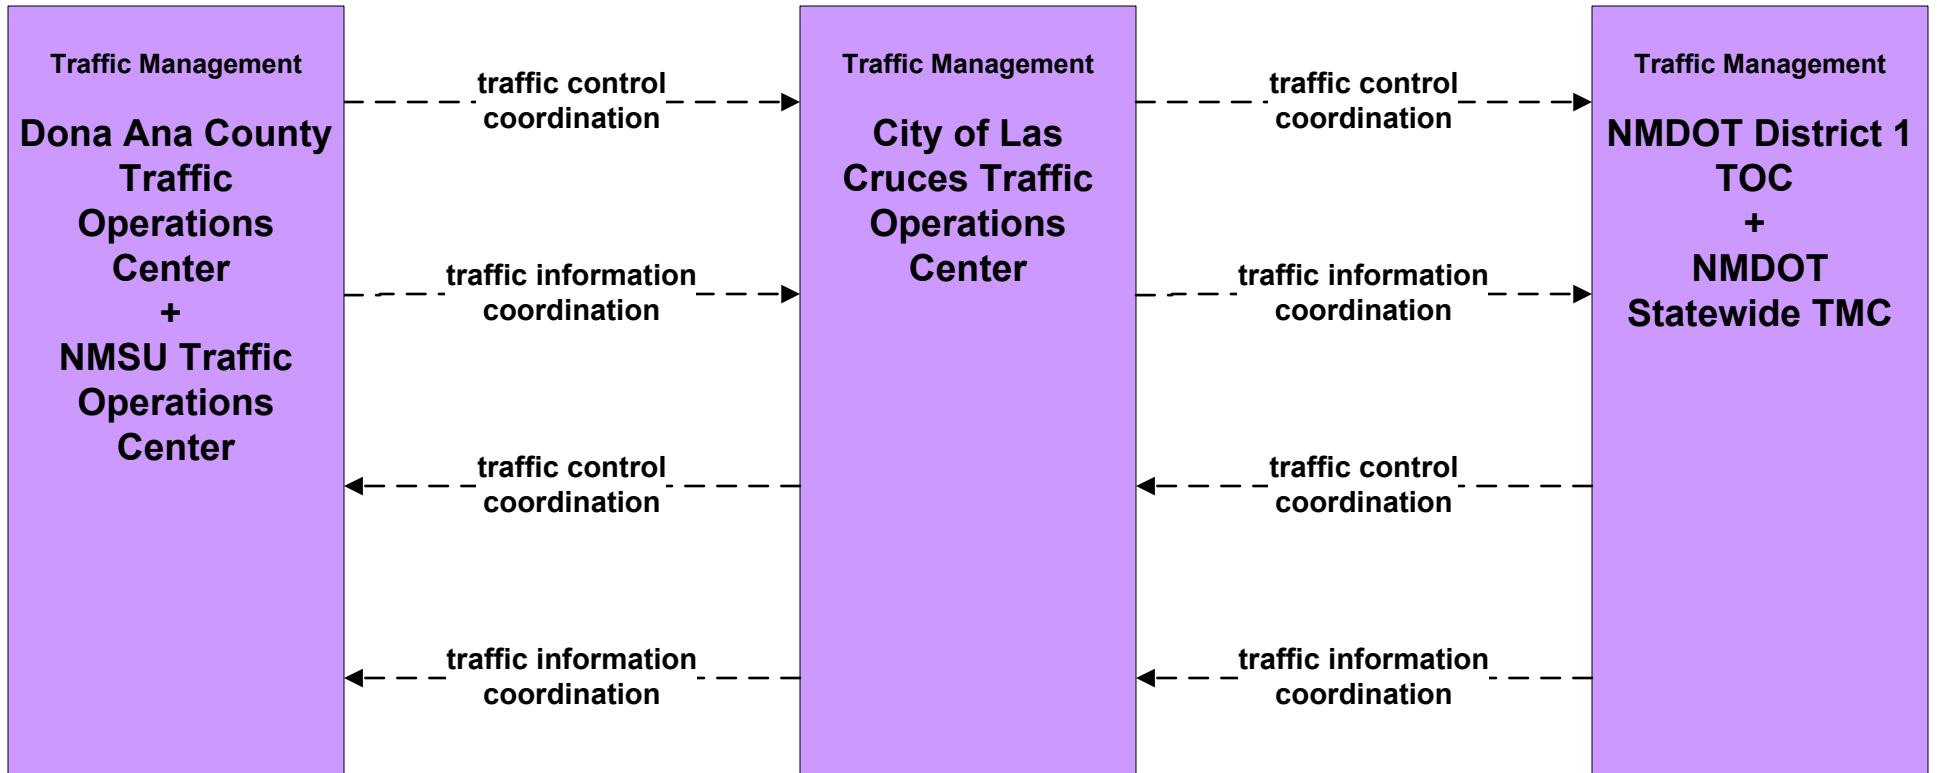 Traffic Management
Dona Ana County
Traffic
Operations
Center
+
NMSU Traffic
Operations
Center
traffic control
coordination
traffic information
coordination
traffic control
coordination
traffic information
coordination
Traffic Management
City of Las
Cruces Traffic
Operations
Center
traffic control
coordination
traffic information
coordination
traffic control
coordination
traffic information
coordination
Traffic Management
NMDOT District 1
TOC
+
NMDOT
Statewide TMC